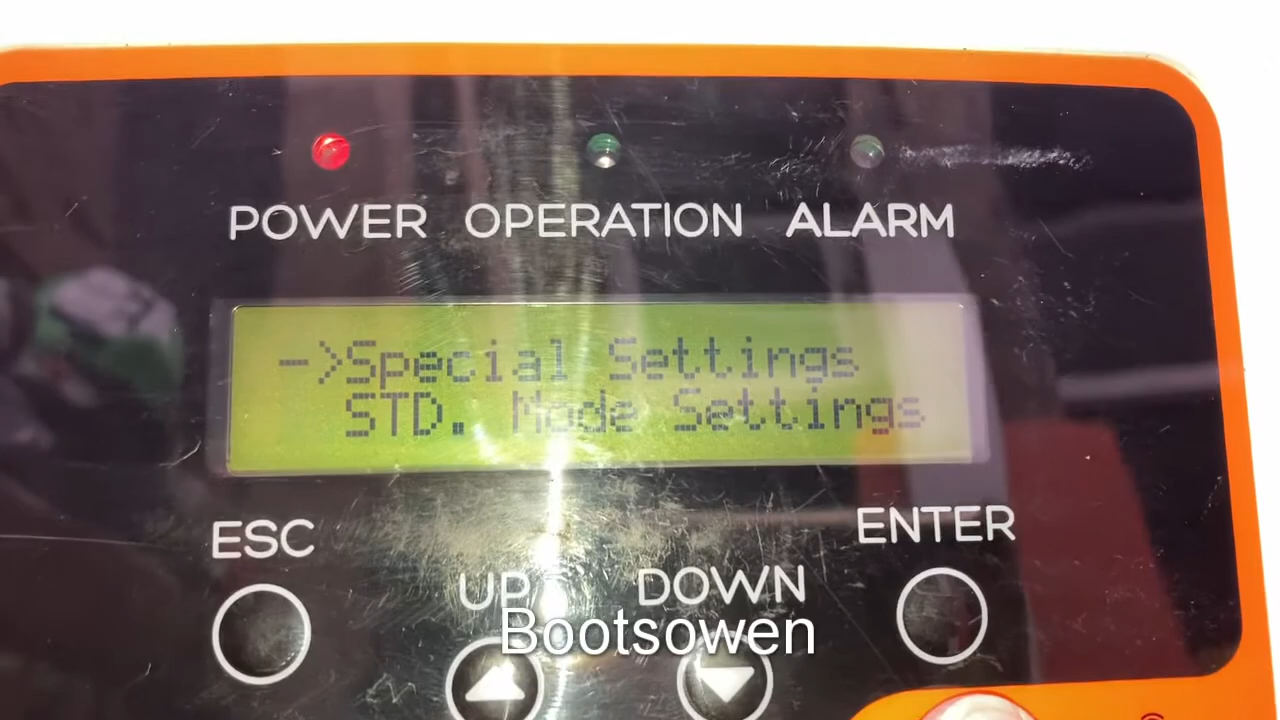 POWER OPERATION ALARM
->Special Settings
STD. Mode Settings
ESC
ENTER
UP
DOWN
Bootsowen